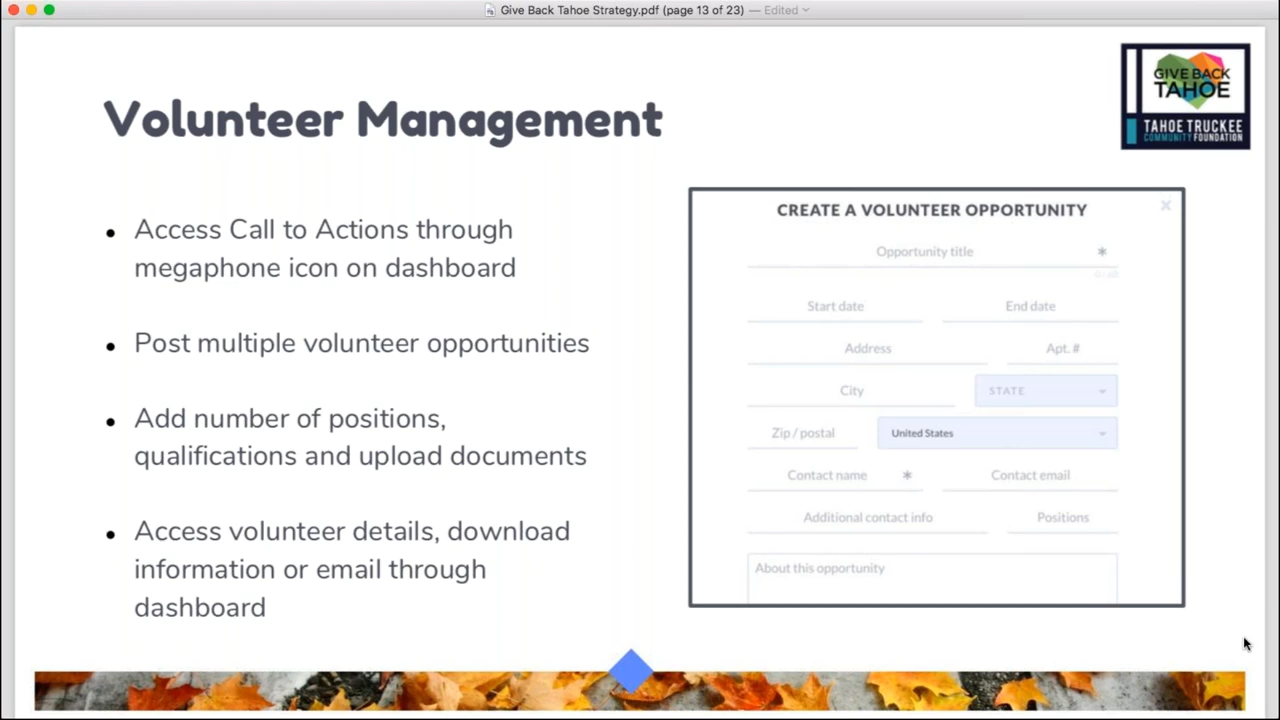 Give Back Tahoe Strategy.pdf (page 13 of 23) — Edited
GIVE BACK
TAHOE
TAHOE TRUCKEE
COMMUNITY FOUNDATION
Volunteer Management
• Access Call to Actions through
megaphone icon on dashboard
• Post multiple volunteer opportunities
• Add number of positions,
qualifications and upload documents
• Access volunteer details, download
information or email through
dashboard
CREATE A VOLUNTEER OPPORTUNITY
Opportunity title *
Start date End date
Address Apt. #
City STATE
Zip / postal United States
Contact name * Contact email
Additional contact info Positions
About this opportunity